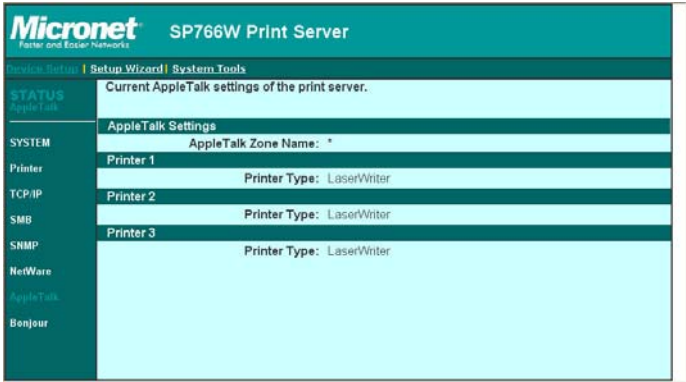 Micronet
Faster and Easier Networks
SP766W Print Server
Device Setup | Setup Wizard | System Tools
STATUS
AppleTalk
SYSTEM
Printer
TCP/IP
SMB
SNMP
NetWare
AppleTalk
Bonjour
Current AppleTalk settings of the print server.
AppleTalk Settings
AppleTalk Zone Name: *
Printer 1
Printer Type: LaserWriter
Printer 2
Printer Type: LaserWriter
Printer 3
Printer Type: LaserWriter